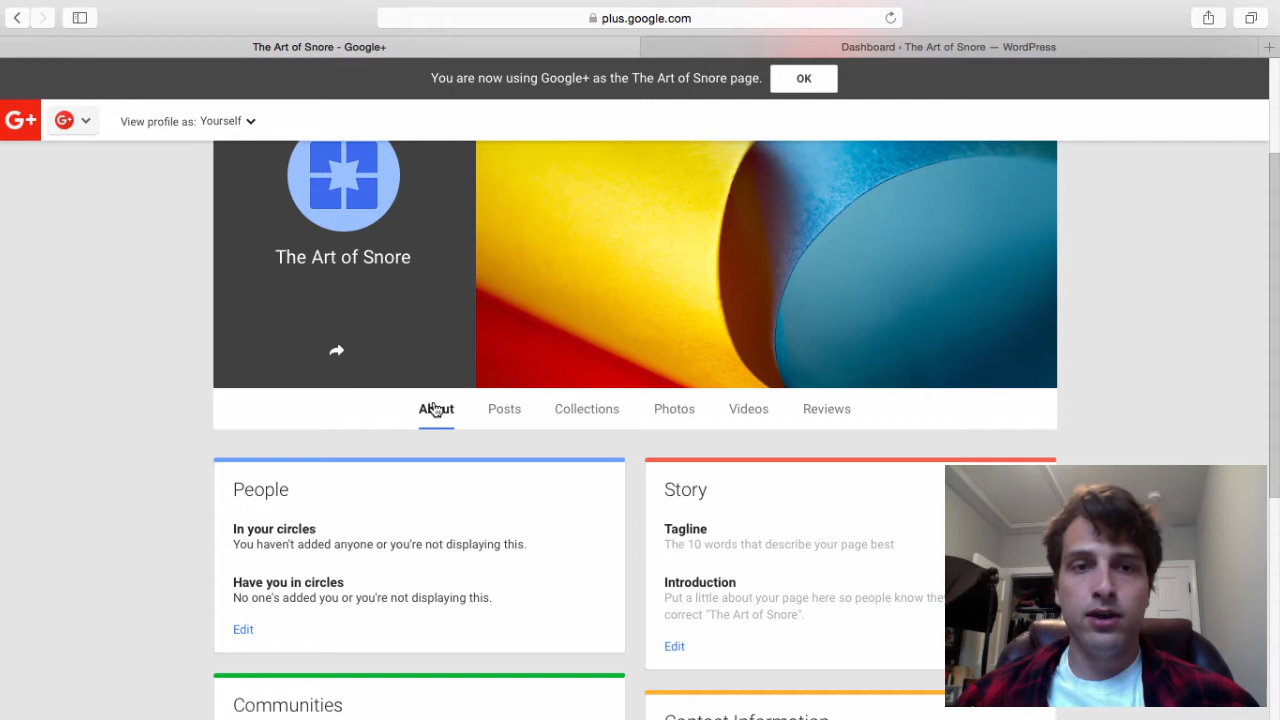 plus.google.com
The Art of Snore - Google+
Dashboard ‹ The Art of Snore — WordPress
You are now using Google+ as the The Art of Snore page.
OK
G+
G+
View profile as: Yourself
The Art of Snore
About
Posts
Collections
Photos
Videos
Reviews
People
In your circles
You haven't added anyone or you're not displaying this.
Have you in circles
No one's added you or you're not displaying this.
Edit
Story
Tagline
The 10 words that describe your page best
Introduction
Put a little about your page here so people know
correct "The Art of Snore".
Edit
Communities
Contact Information